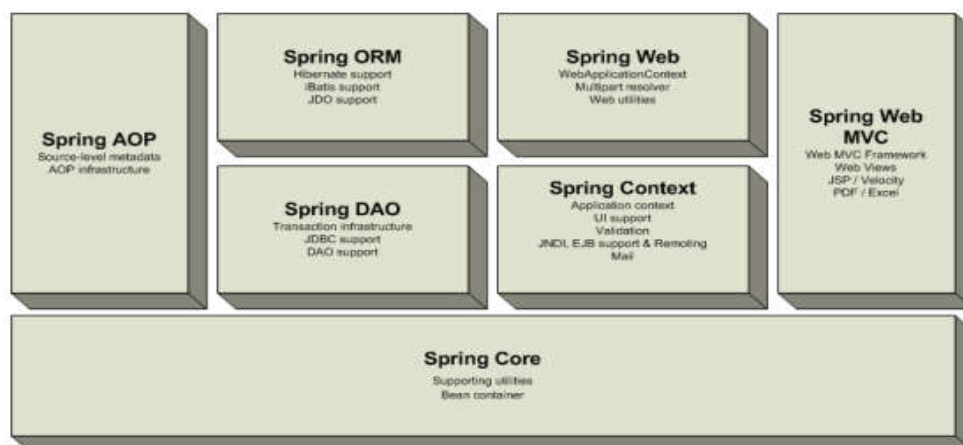 Spring AOP
Source-level metadata
AOP infrastructure
Spring ORM
Hibernate support
iBatis support
JDO support
Spring DAO
Transaction infrastructure
JDBC support
DAO support
Spring Web
WebApplicationContext
Multipart resolver
Web utilities
Spring Context
Application context
UI support
Validation
JNDI, EJB support & Remoting
Mail
Spring Web
MVC
Web MVC Framework
Web Views
JSP / Velocity
PDF / Excel
Spring Core
Supporting utilities
Bean container